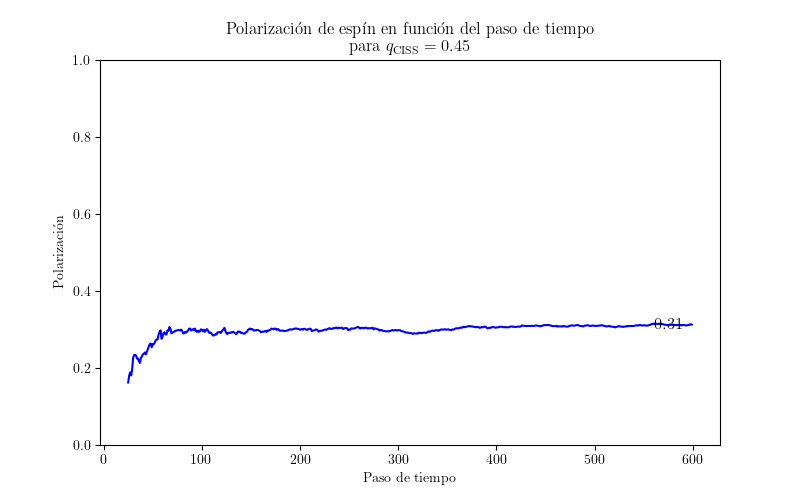 Polarización de espín en función del paso de tiempo
para q_CISS = 0.45
1.0
0.8
0.6
0.4
0.2
0.0
Polarización
0.31
0 100 200 300 400 500 600
Paso de tiempo